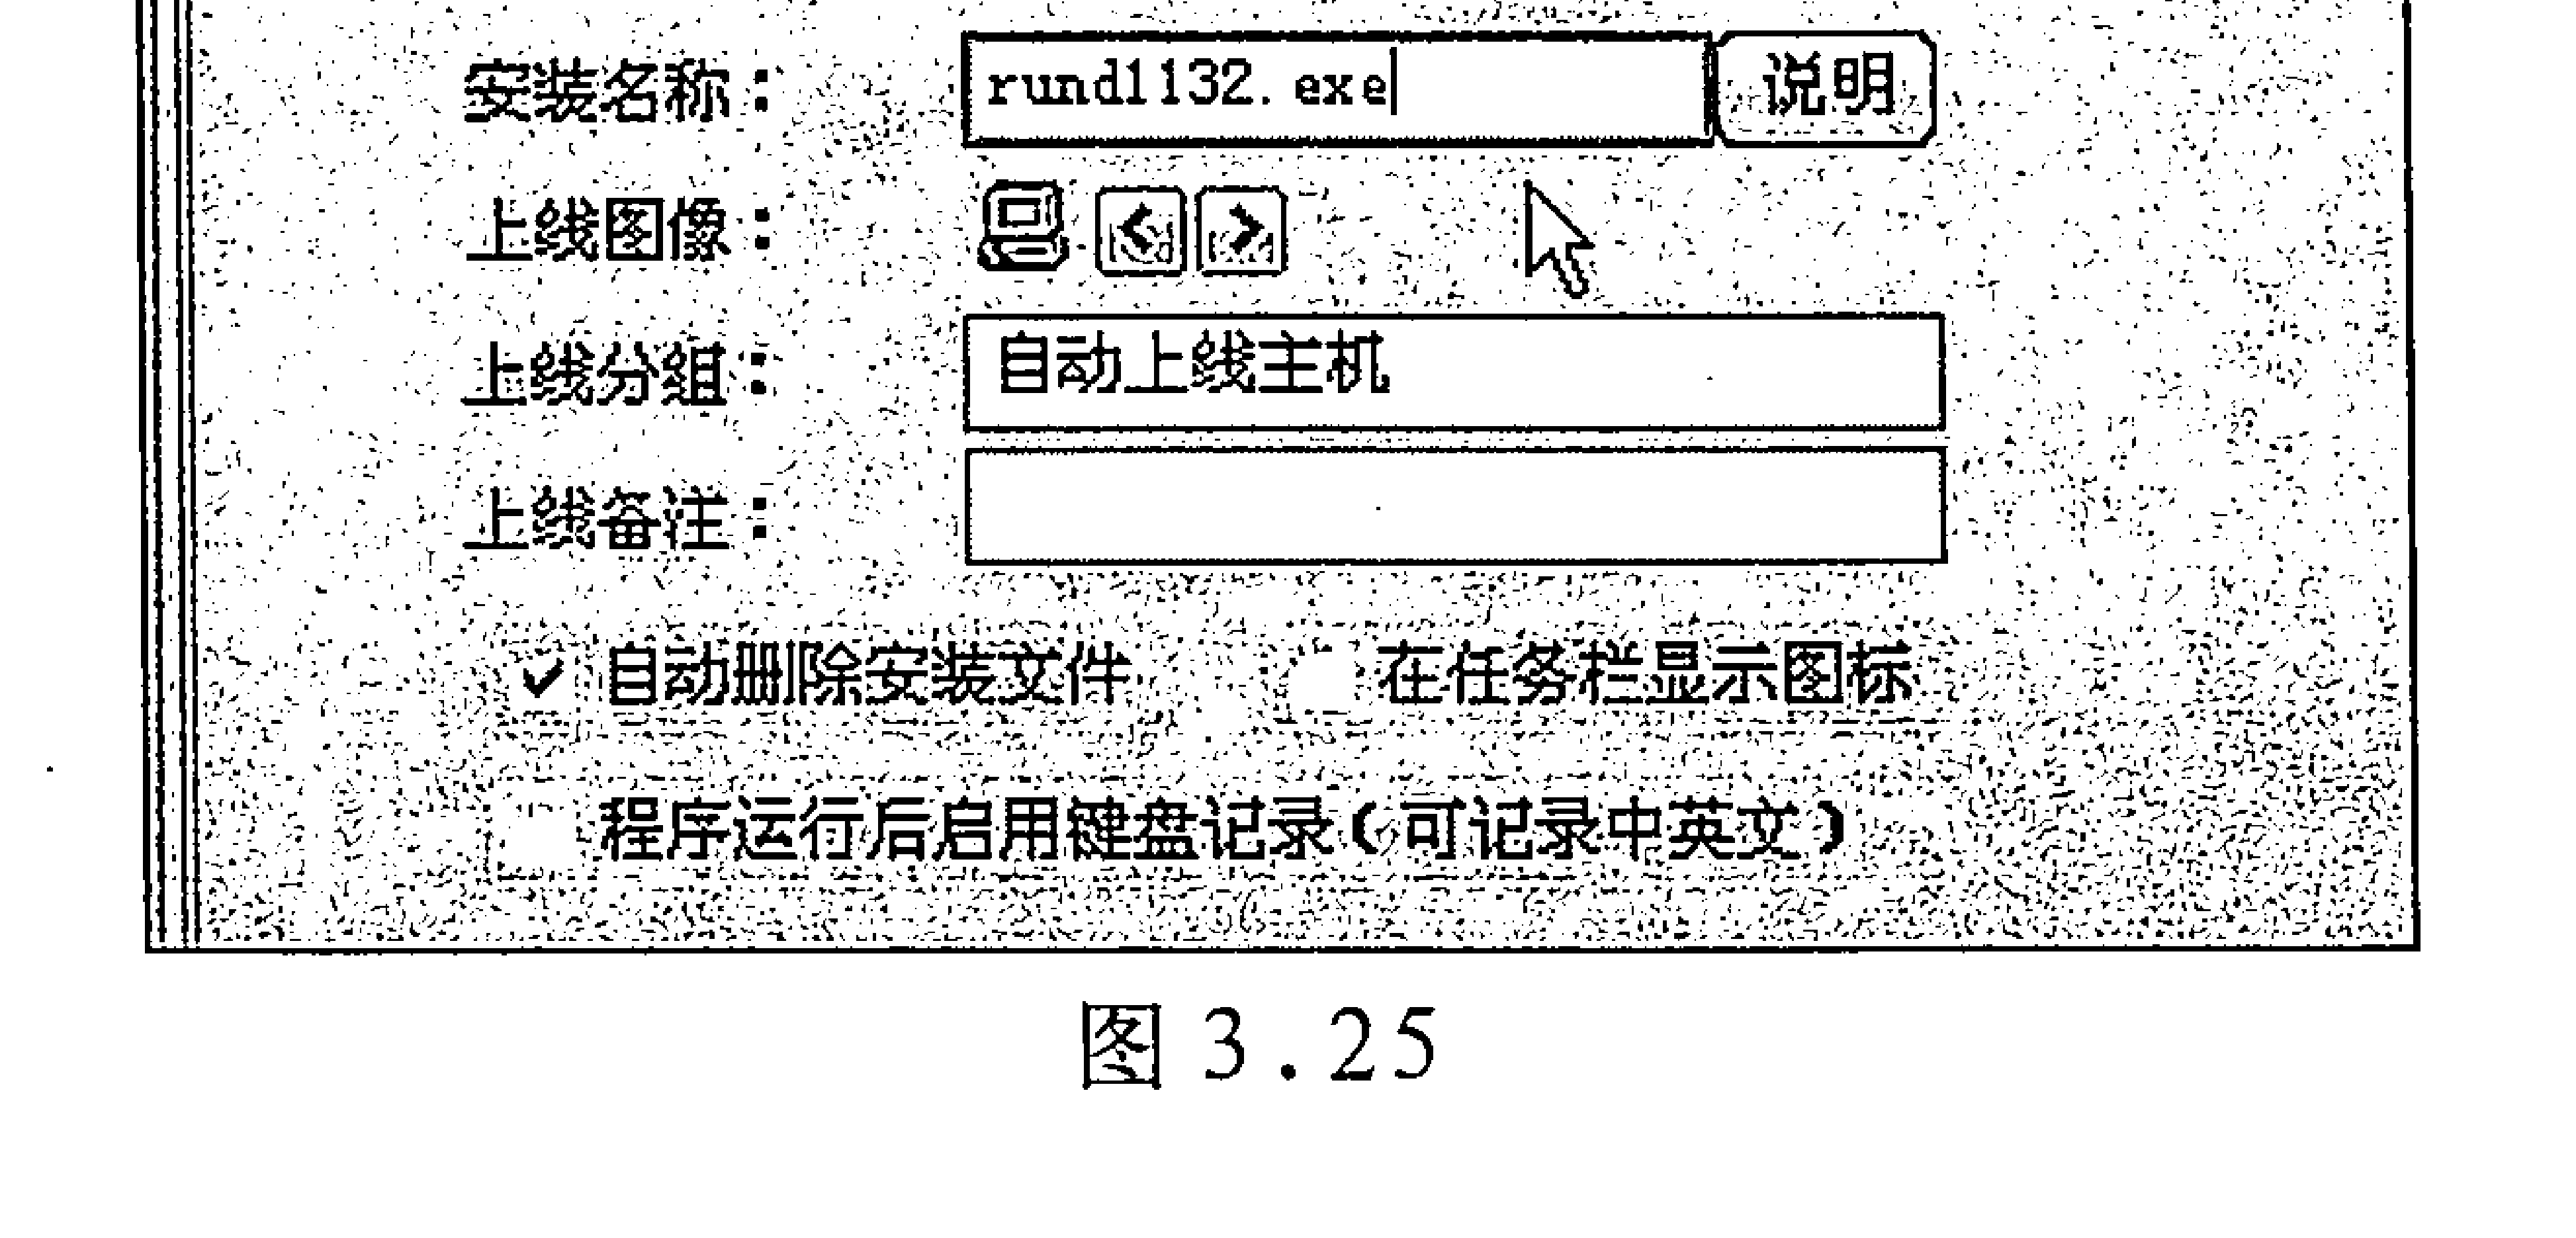 安装名称： rund1132.exe 说明
上线图像：
上线分组： 自动上线主机
上线备注：
自动删除安装文件 在任务栏显示图标
程序运行后启用键盘记录（可记录中英文）
图 3.25